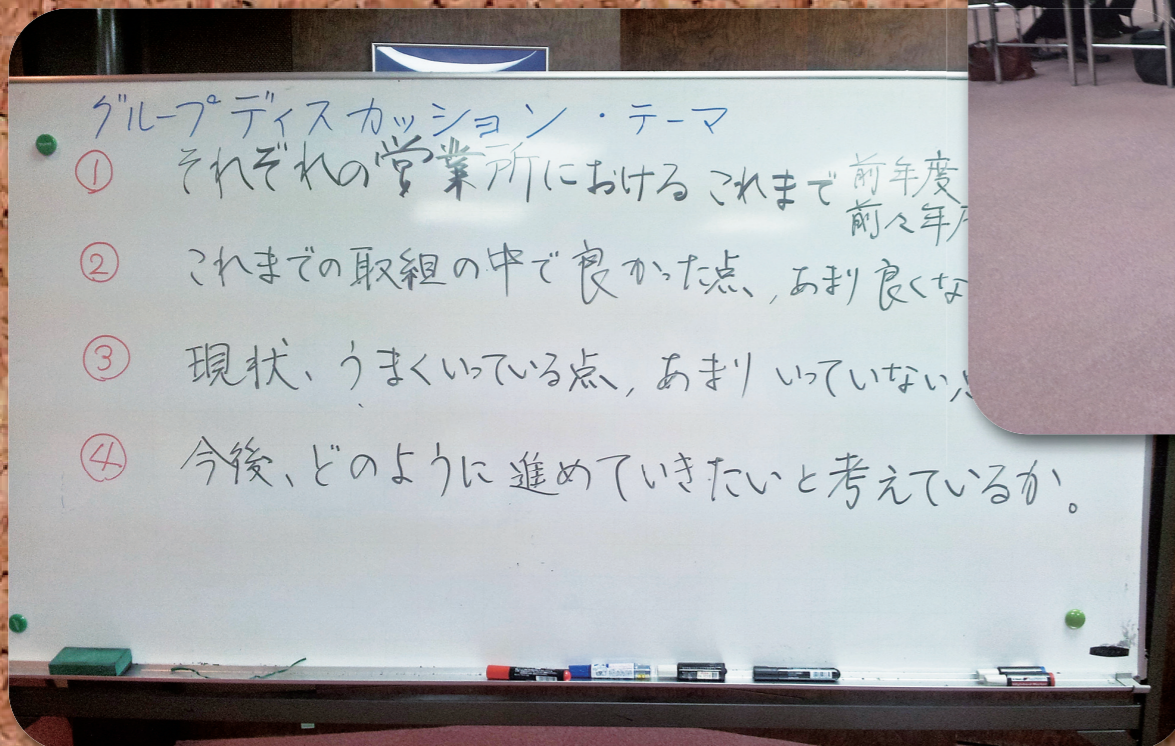 グループディスカッション・テーマ
① それぞれの営業所における これまで 前年度
前々年
② これまでの取組の中で良かった点、あまり良くな
③ 現状、うまくいっている点、あまり いっていない
④ 今後、どのように進めていきたいと考えているか。